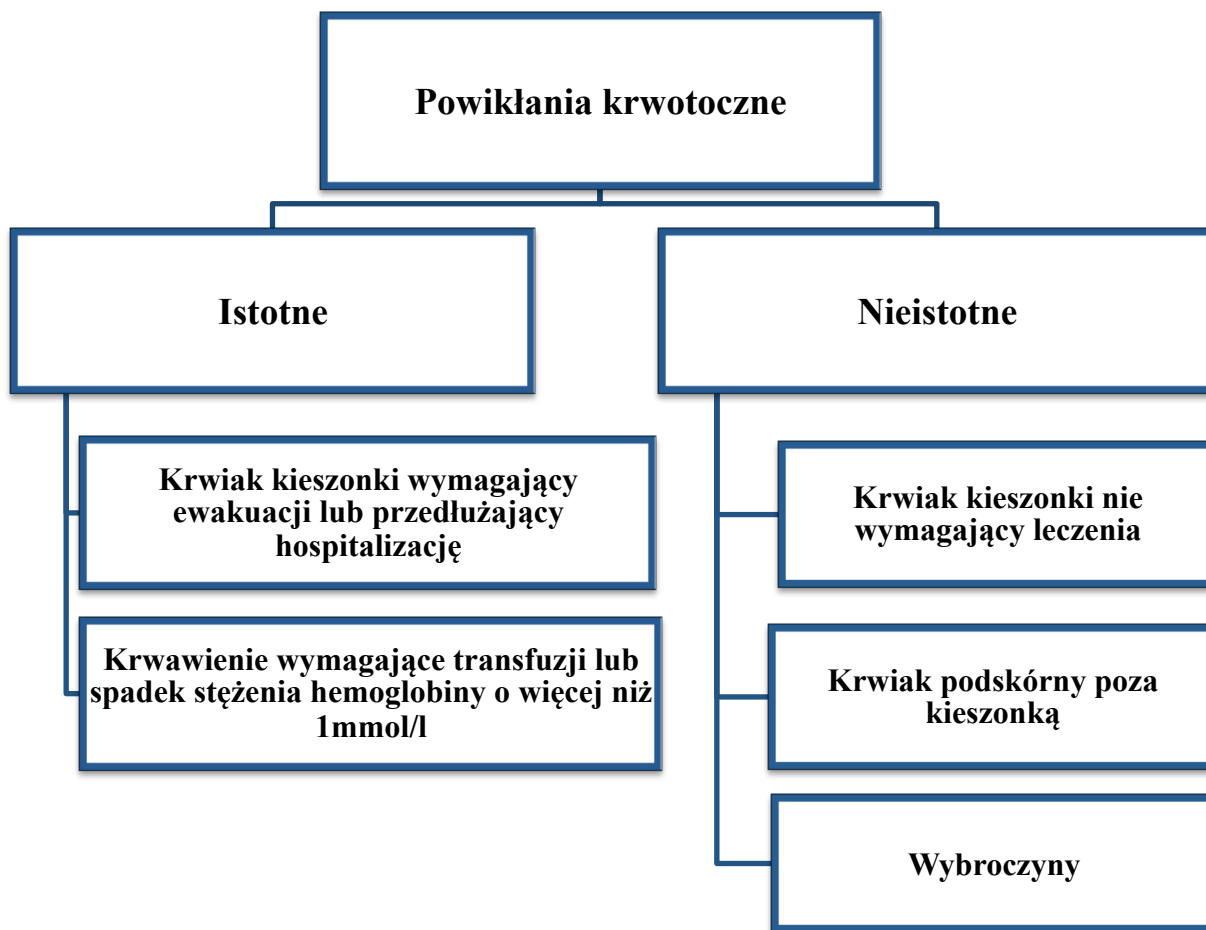 Powikłania krwotoczne
Istotne
Krwiak kieszonki wymagający
ewakuacji lub przedłużający
hospitalizację
Krwawienie wymagające transfuzji lub
spadek stężenia hemoglobiny o więcej niż
1mmol/l
Nieistotne
Krwiak kieszonki nie
wymagający leczenia
Krwiak podskórny poza
kieszonką
Wybroczyny